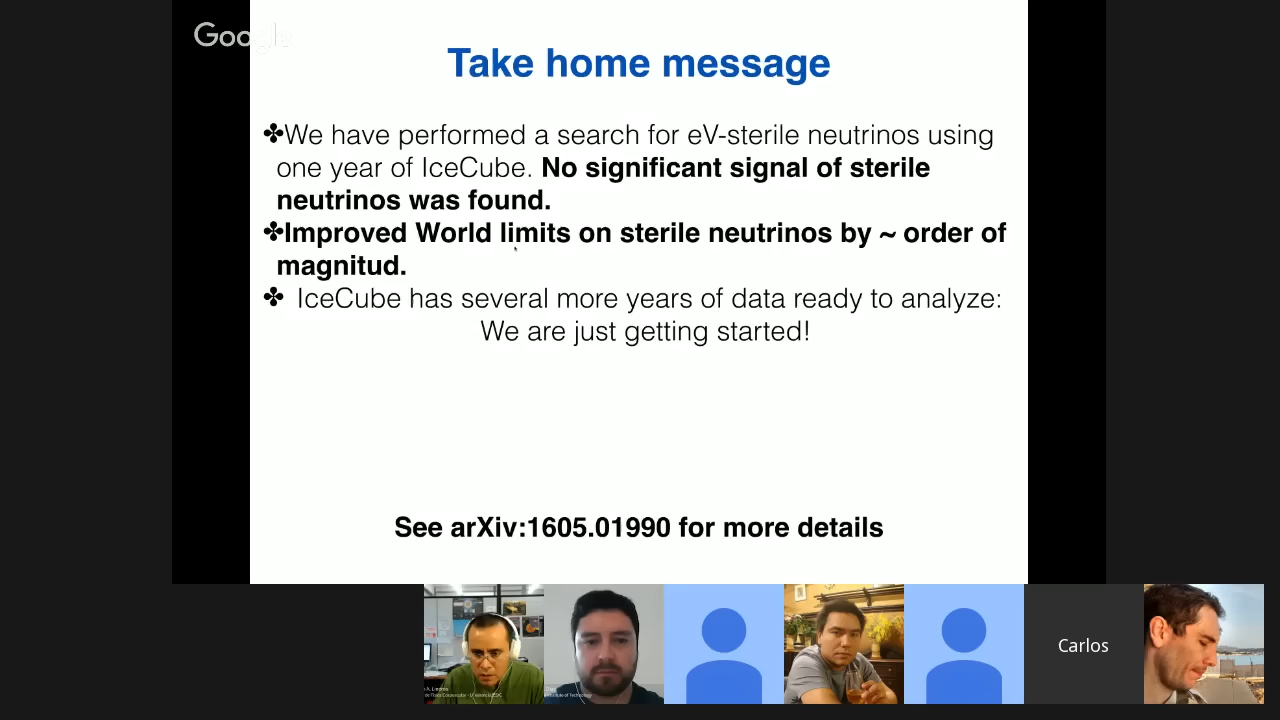 Google
Take home message
✤We have performed a search for eV-sterile neutrinos using
one year of IceCube. No significant signal of sterile
neutrinos was found.
✤Improved World limits on sterile neutrinos by ~ order of
magnitud.
✤ IceCube has several more years of data ready to analyze:
We are just getting started!
See arXiv:1605.01990 for more details
Carlos